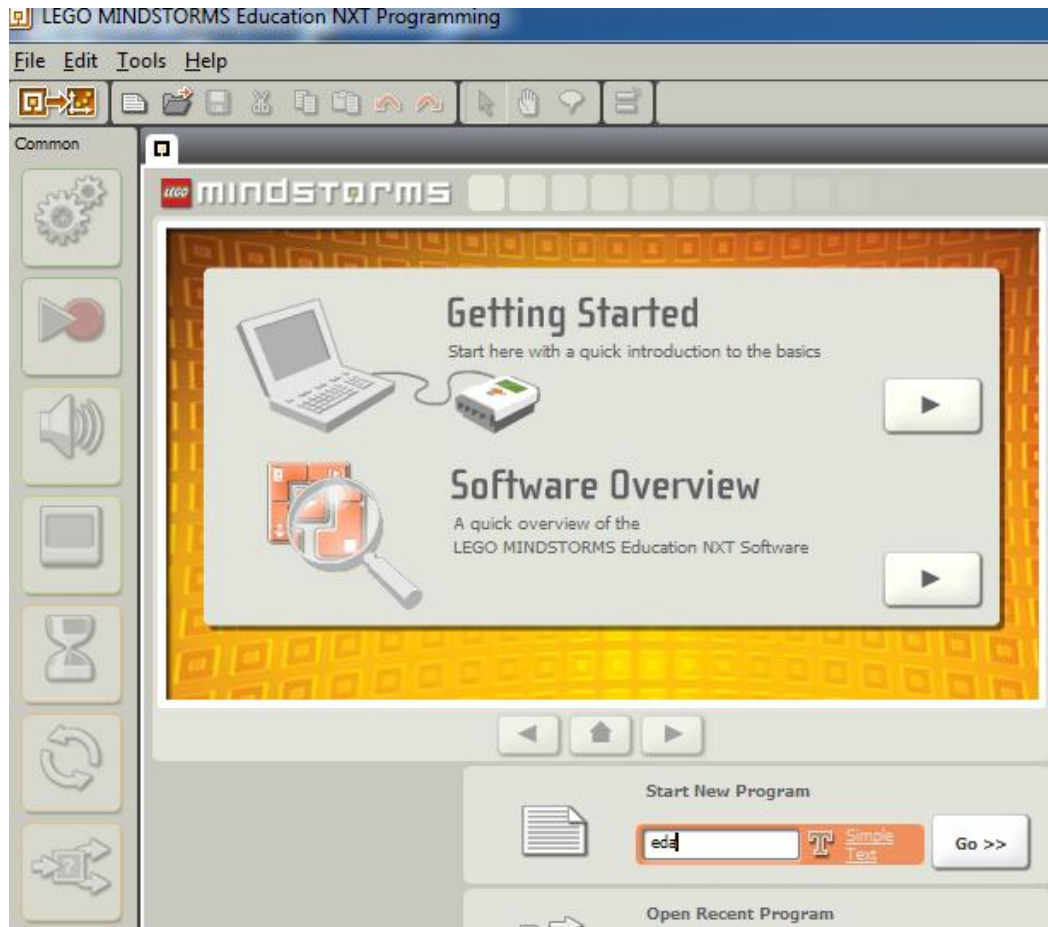 LEGO MINDSTORMS Education NXT Programming
File Edit Tools Help
Common
LEGO mindstorms
Getting Started
Start here with a quick introduction to the basics
Software Overview
A quick overview of the
LEGO MINDSTORMS Education NXT Software
Start New Program
eda
T Simple
Text
Go >>
Open Recent Program